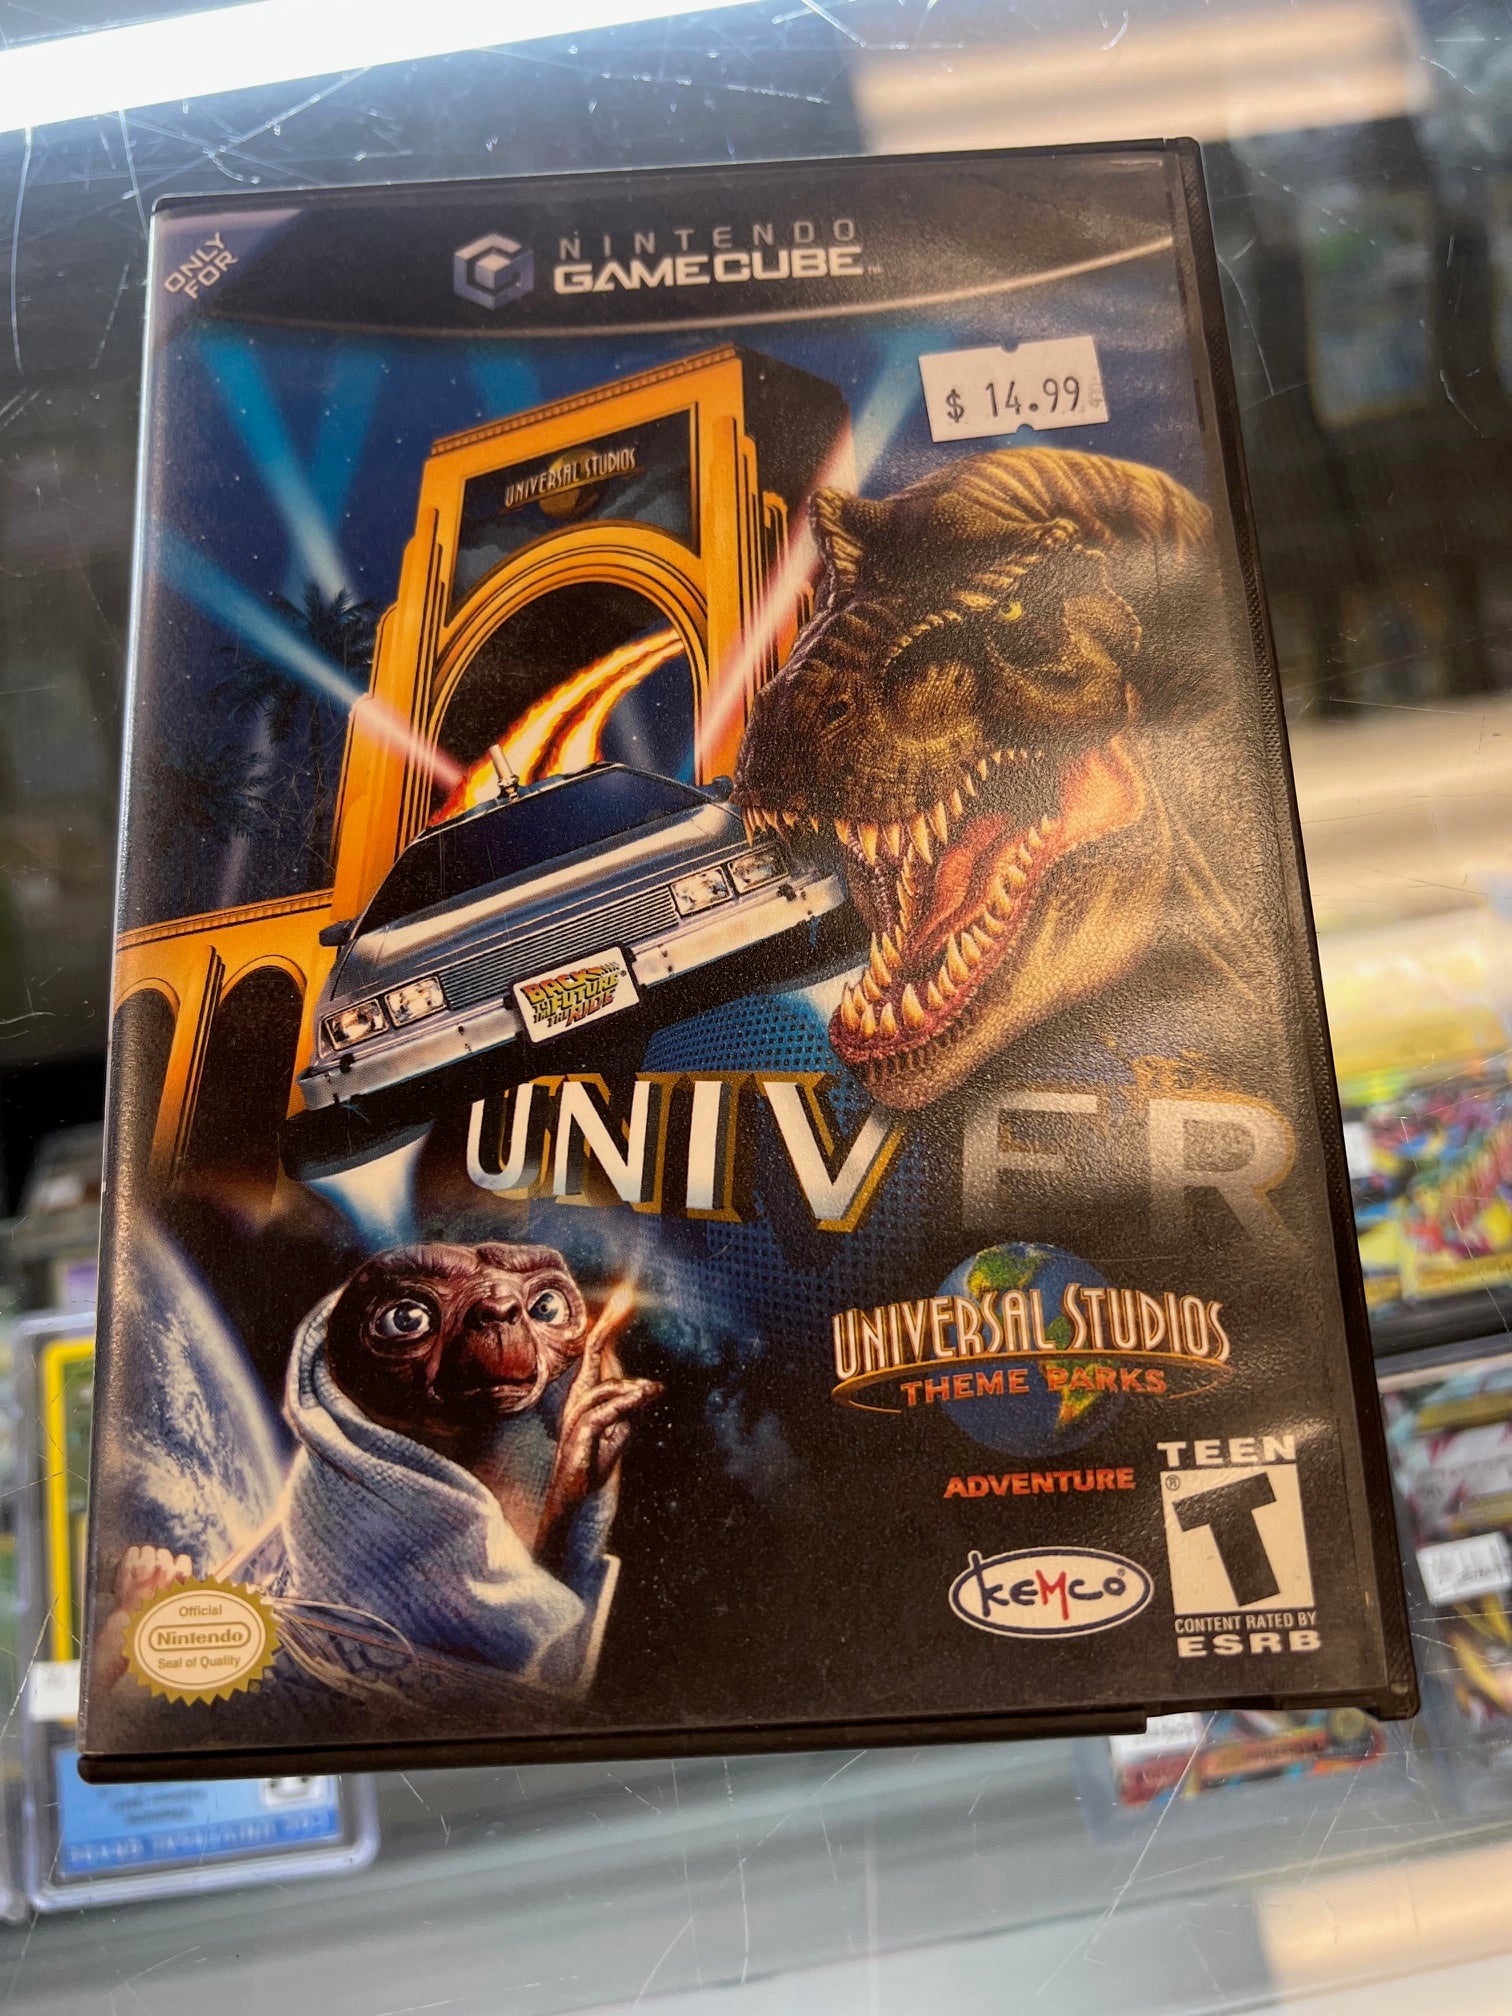 ONLY
FOR
NINTENDO
GAMECUBE™
$ 14.99
UNIVERSAL STUDIOS
BACK TO
THE FUTURE
THE RIDE
UNIVER
UNIVERSAL STUDIOS
THEME PARKS
ADVENTURE
TEEN
T
®
CONTENT RATED BY
ESRB
KEMCO®
Official
Nintendo
Seal of Quality